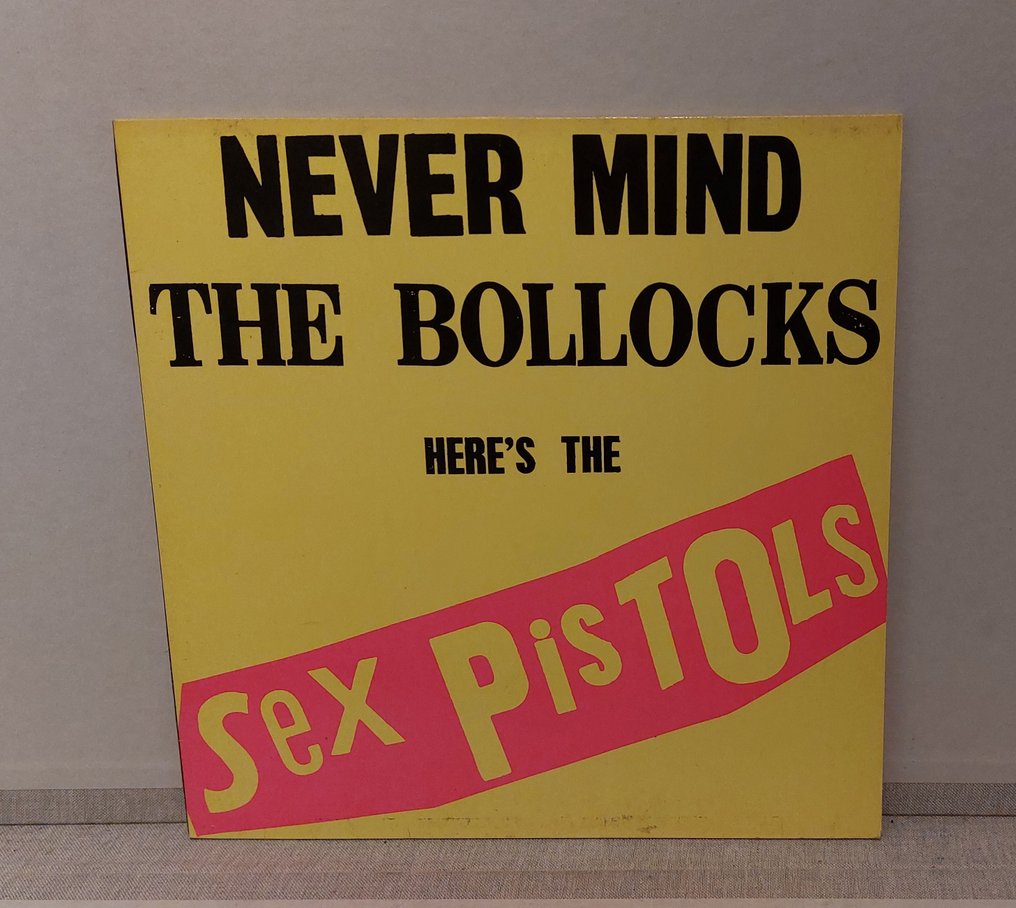 NEVER MIND
THE BOLLOCKS
HERE'S THE
Sex PisTOLS